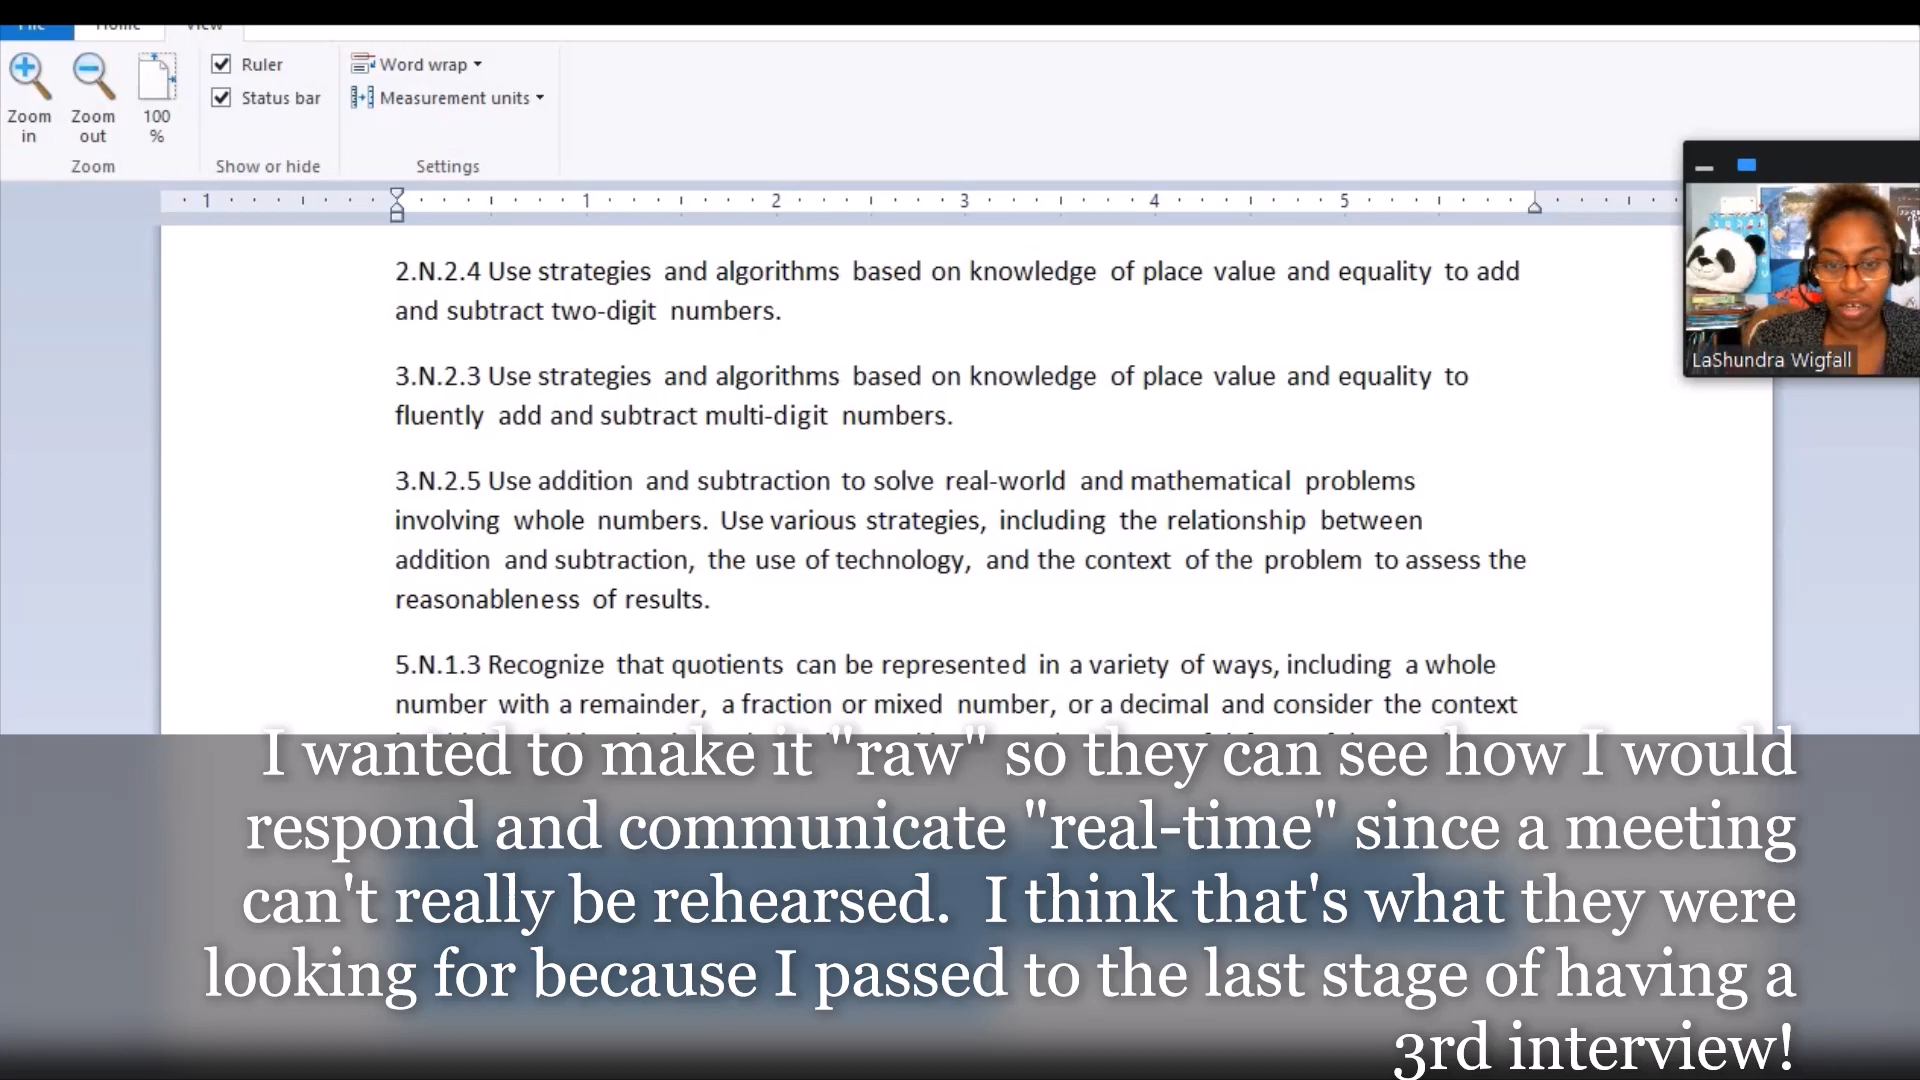 File Home View
Zoom in
Zoom out
100 %
Ruler
Status bar
Word wrap
Measurement units
Zoom
Show or hide
Settings
1 1 2 3 4 5
2.N.2.4 Use strategies and algorithms based on knowledge of place value and equality to add
and subtract two-digit numbers.
3.N.2.3 Use strategies and algorithms based on knowledge of place value and equality to
fluently add and subtract multi-digit numbers.
3.N.2.5 Use addition and subtraction to solve real-world and mathematical problems
involving whole numbers. Use various strategies, including the relationship between
addition and subtraction, the use of technology, and the context of the problem to assess the
reasonableness of results.
5.N.1.3 Recognize that quotients can be represented in a variety of ways, including a whole
number with a remainder, a fraction or mixed number, or a decimal and consider the context
LaShundra Wigfall
I wanted to make it "raw" so they can see how I would
respond and communicate "real-time" since a meeting
can't really be rehearsed. I think that's what they were
looking for because I passed to the last stage of having a
3rd interview!